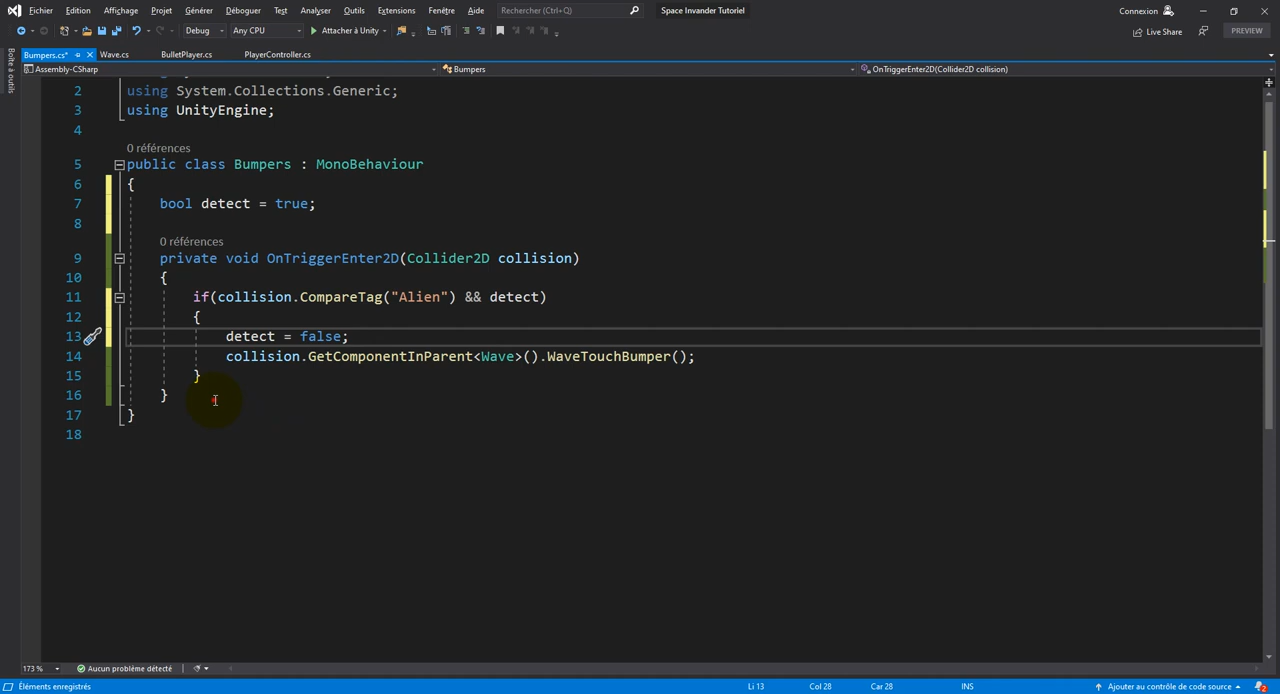 Fichier Edition Affichage Projet Générer Déboguer Test Analyser Outils Extensions Fenêtre Aide Rechercher (Ctrl+Q) Space Invander Tutoriel Connexion
Debug Any CPU Attacher à Unity Live Share PREVIEW
Boîte à outils
Bumpers.cs* Wave.cs BulletPlayer.cs PlayerController.cs
Assembly-CSharp Bumpers OnTriggerEnter2D(Collider2D collision)
2 using System.Collections.Generic;
3 using UnityEngine;
4
0 références
5 public class Bumpers : MonoBehaviour
6 {
7 bool detect = true;
8
0 références
9 private void OnTriggerEnter2D(Collider2D collision)
10 {
11 if(collision.CompareTag("Alien") && detect)
12 {
13 detect = false;
14 collision.GetComponentInParent<Wave>().WaveTouchBumper();
15 }
16 }
17 }
18
173 % Aucun problème détecté
Éléments enregistrés Li 13 Col 28 Car 28 INS Ajouter au contrôle de code source 2